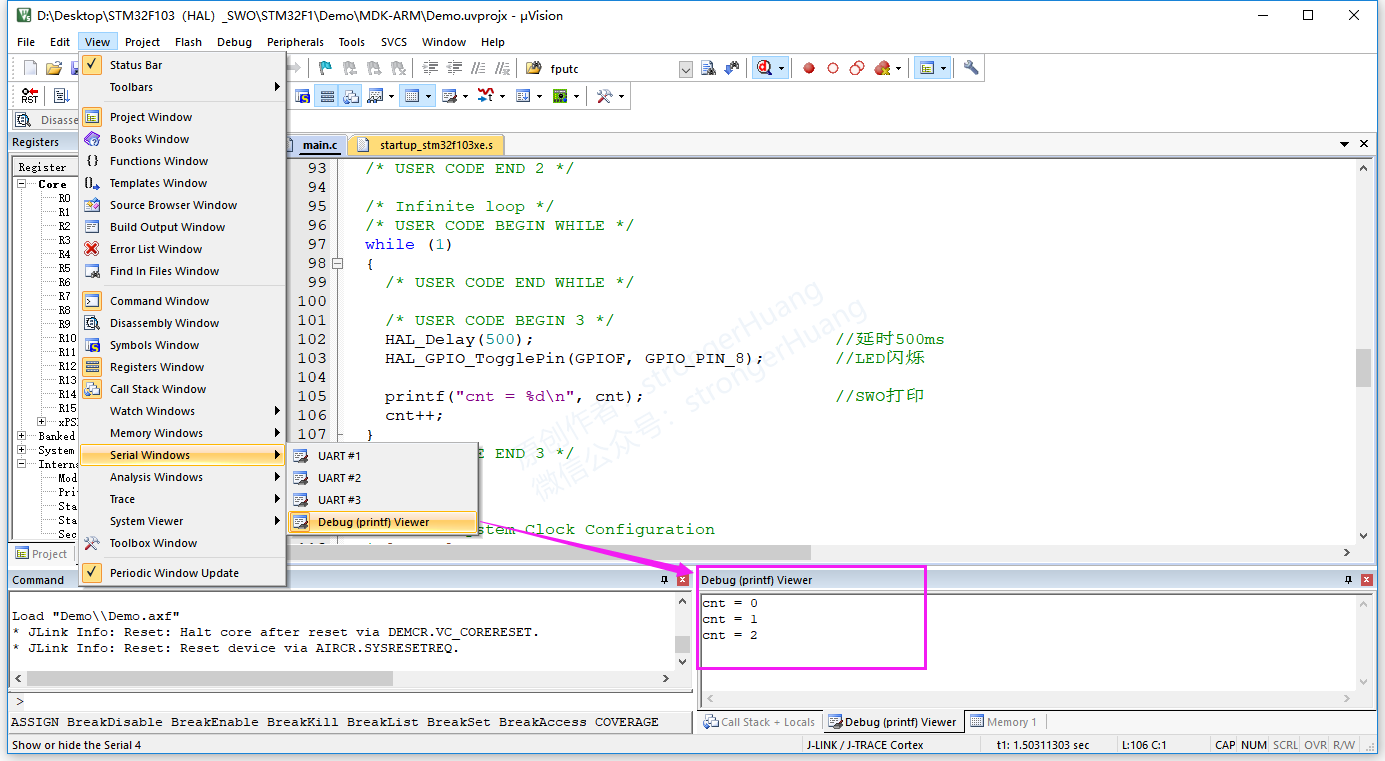 D:\Desktop\STM32F103（HAL）_SWO\STM32F1\Demo\MDK-ARM\Demo.uvprojx - µVision
File Edit View Project Flash Debug Peripherals Tools SVCS Window Help
fputc
RST
Disasse
Registers
Register
Core
R0
R1
R2
R3
R4
R5
R6
R7
R8
R9
R10
R11
R12
R13
R14
R15
xPS
Banked
System
Interna
Mod
Pri
Sta
Sta
Sec
Project
Status Bar
Toolbars
Project Window
Books Window
Functions Window
Templates Window
Source Browser Window
Build Output Window
Error List Window
Find In Files Window
Command Window
Disassembly Window
Symbols Window
Registers Window
Call Stack Window
Watch Windows
Memory Windows
Serial Windows
Analysis Windows
Trace
System Viewer
Toolbox Window
Periodic Window Update
UART #1
UART #2
UART #3
Debug (printf) Viewer
main.c startup_stm32f103xe.s
93 /* USER CODE END 2 */
94
95 /* Infinite loop */
96 /* USER CODE BEGIN WHILE */
97 while (1)
98 {
99 /* USER CODE END WHILE */
100
101 /* USER CODE BEGIN 3 */
102 HAL_Delay(500); //延时500ms
103 HAL_GPIO_TogglePin(GPIOF, GPIO_PIN_8); //LED闪烁
104
105 printf("cnt = %d\n", cnt); //SWO打印
106 cnt++;
107 }
E END 3 */
stem Clock Configuration
原创作者：strongerHuang
微信公众号：strongerHuang
Command
Load "Demo\\Demo.axf"
* JLink Info: Reset: Halt core after reset via DEMCR.VC_CORERESET.
* JLink Info: Reset: Reset device via AIRCR.SYSRESETREQ.
>
ASSIGN BreakDisable BreakEnable BreakKill BreakList BreakSet BreakAccess COVERAGE
Debug (printf) Viewer
cnt = 0
cnt = 1
cnt = 2
Call Stack + Locals Debug (printf) Viewer Memory 1
Show or hide the Serial 4 J-LINK / J-TRACE Cortex t1: 1.50311303 sec L:106 C:1 CAP NUM SCRL OVR R/W